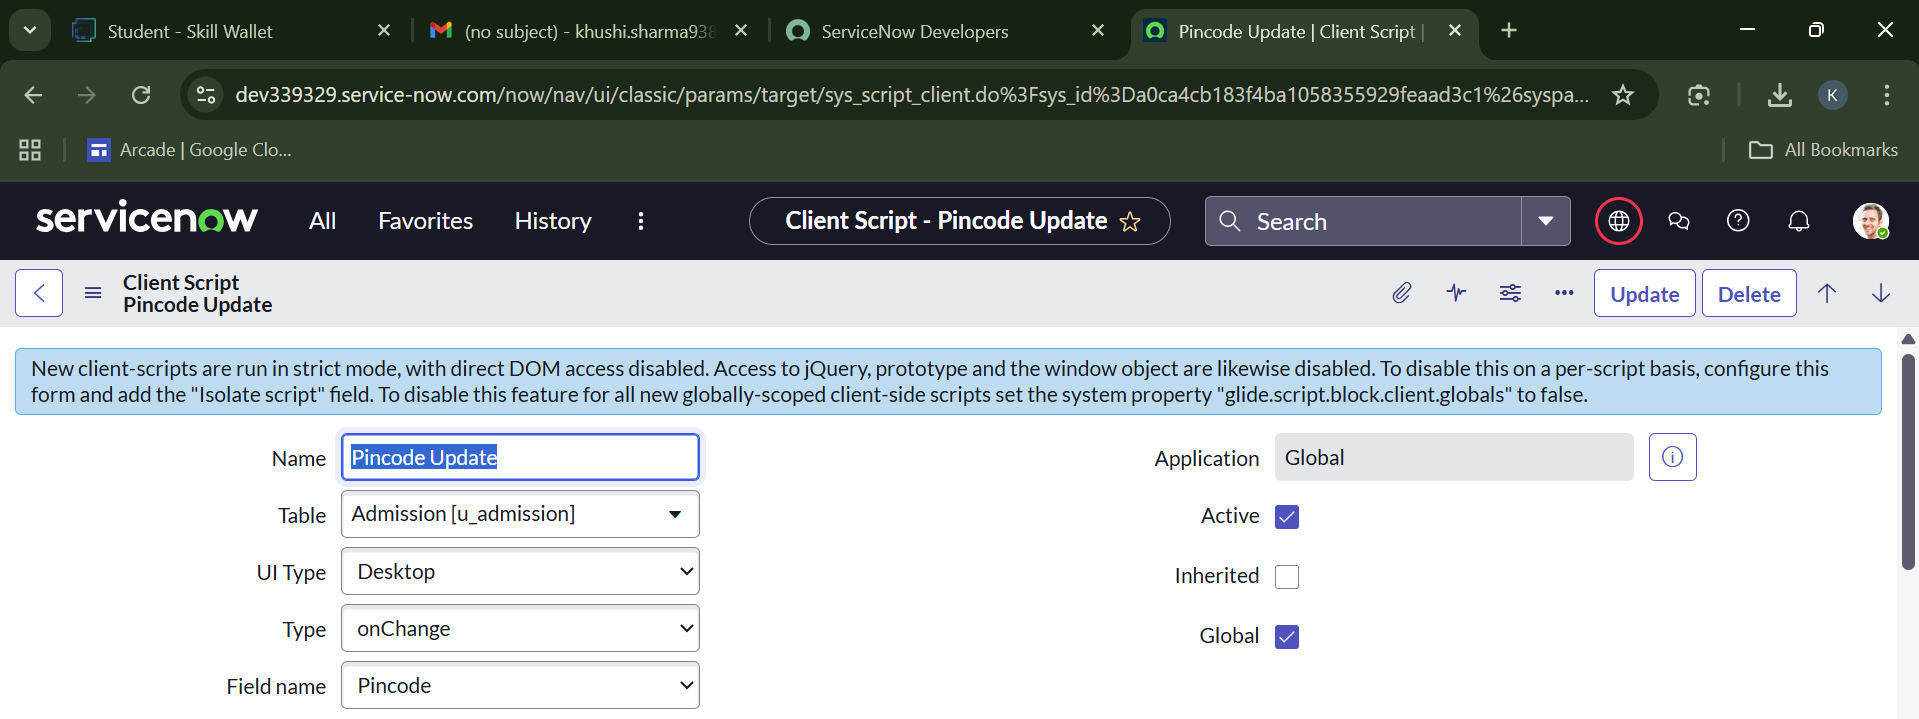 Student - Skill Wallet
(no subject) - khushi.sharma938
ServiceNow Developers
Pincode Update | Client Script |
dev339329.service-now.com/now/nav/ui/classic/params/target/sys_script_client.do%3Fsys_id%3Da0ca4cb183f4ba1058355929feaad3c1%26syspa...
K
Arcade | Google Clo...
All Bookmarks
servicenow
All
Favorites
History
Client Script - Pincode Update
Search
Client Script
Pincode Update
Update
Delete
New client-scripts are run in strict mode, with direct DOM access disabled. Access to jQuery, prototype and the window object are likewise disabled. To disable this on a per-script basis, configure this
form and add the "Isolate script" field. To disable this feature for all new globally-scoped client-side scripts set the system property "glide.script.block.client.globals" to false.
Name
Pincode Update
Application
Global
Table
Admission [u_admission]
Active
UI Type
Desktop
Inherited
Type
onChange
Global
Field name
Pincode